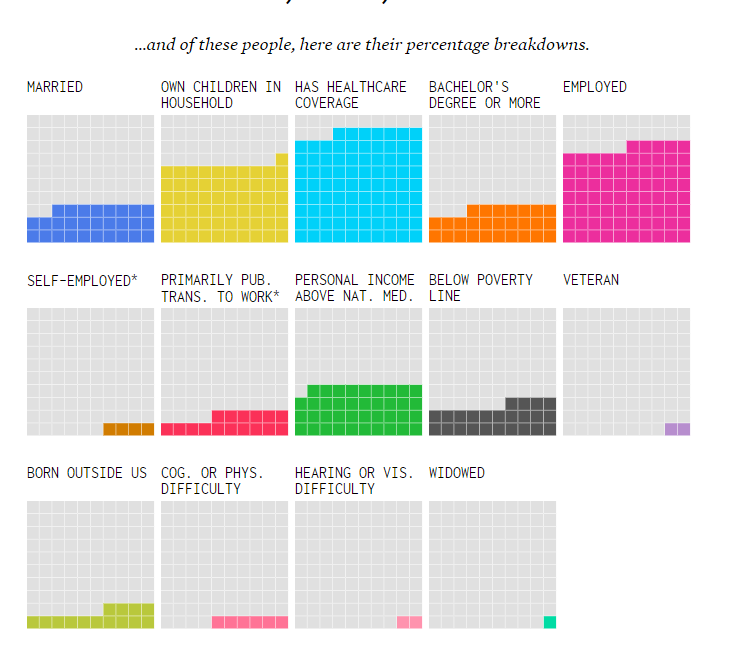 ...and of these people, here are their percentage breakdowns.
MARRIED
OWN CHILDREN IN
HOUSEHOLD
HAS HEALTHCARE
COVERAGE
BACHELOR'S
DEGREE OR MORE
EMPLOYED
SELF-EMPLOYED*
PRIMARILY PUB.
TRANS. TO WORK*
PERSONAL INCOME
ABOVE NAT. MED.
BELOW POVERTY
LINE
VETERAN
BORN OUTSIDE US
COG. OR PHYS.
DIFFICULTY
HEARING OR VIS.
DIFFICULTY
WIDOWED